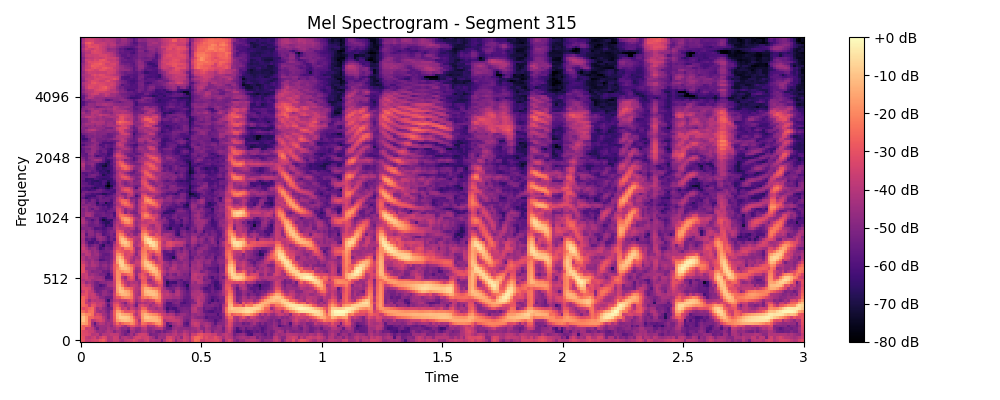 Mel Spectrogram - Segment 315
Frequency
4096
2048
1024
512
0
0
0.5
1
1.5
2
2.5
3
Time
+0 dB
-10 dB
-20 dB
-30 dB
-40 dB
-50 dB
-60 dB
-70 dB
-80 dB